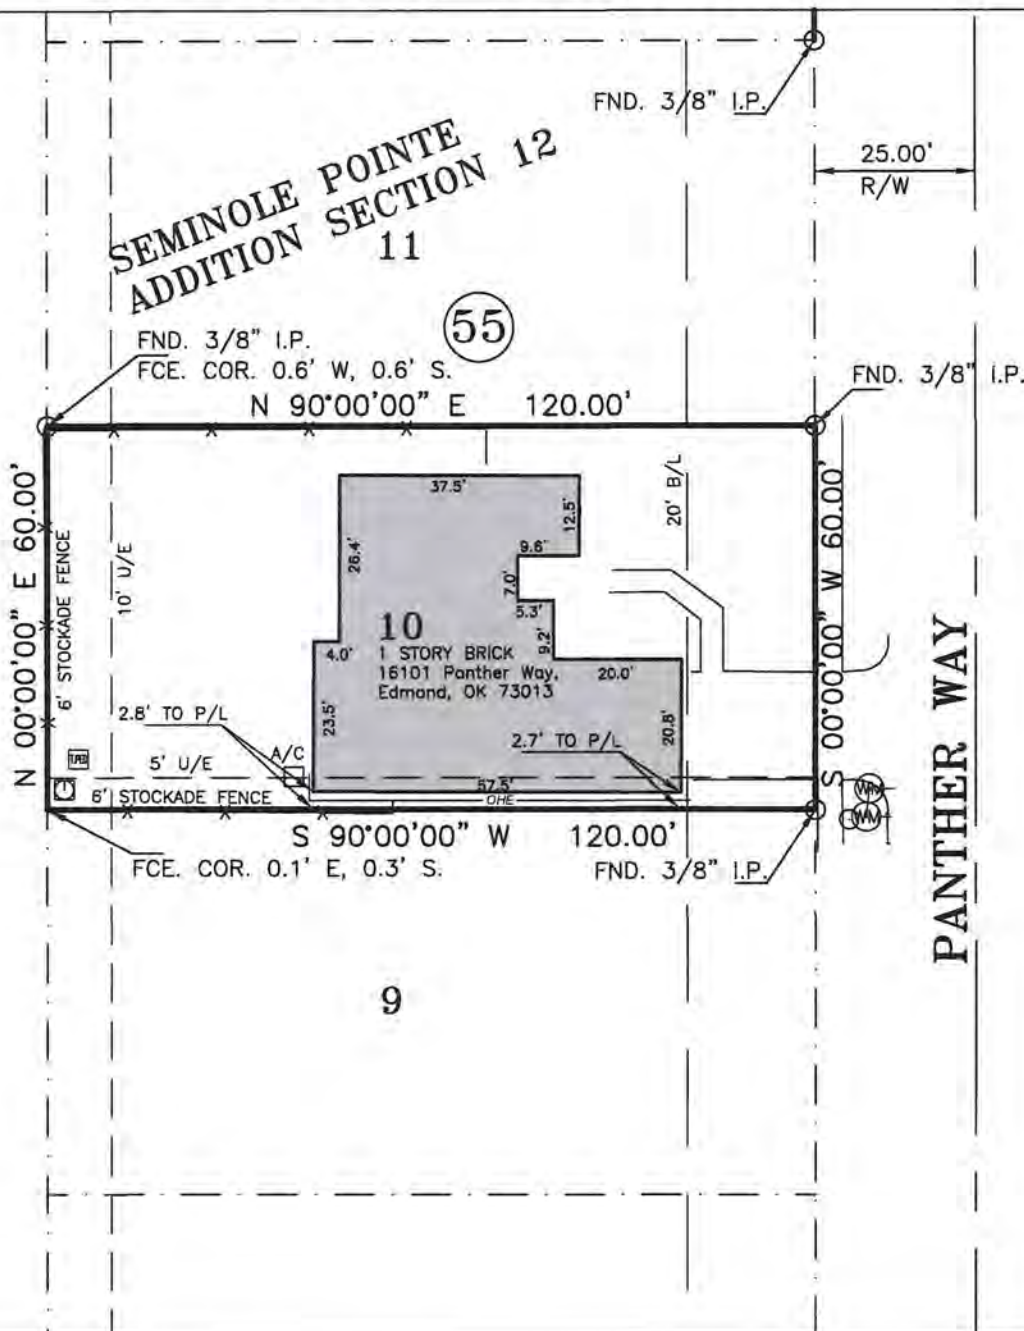 FND. 3/8" I.P.
25.00'
R/W
SEMINOLE POINTE
ADDITION SECTION 12
11
55
FND. 3/8" I.P.
FCE. COR. 0.6' W, 0.6' S.
FND. 3/8" I.P.
N 90°00'00" E 120.00'
N 00°00'00" E 60.00'
6' STOCKADE FENCE
10' U/E
37.5'
12.5'
20' B/L
26.4'
9.6'
7.0'
5.3'
9.2'
4.0'
10
1 STORY BRICK
16101 Panther Way,
Edmond, OK 73013
20.0'
23.5'
20.8'
S 00°00'00" W 60.00'
PANTHER WAY
2.8' TO P/L
2.7' TO P/L
A/C
5' U/E
57.5'
OHE
6' STOCKADE FENCE
WM
WM
S 90°00'00" W 120.00'
FCE. COR. 0.1' E, 0.3' S.
FND. 3/8" I.P.
9